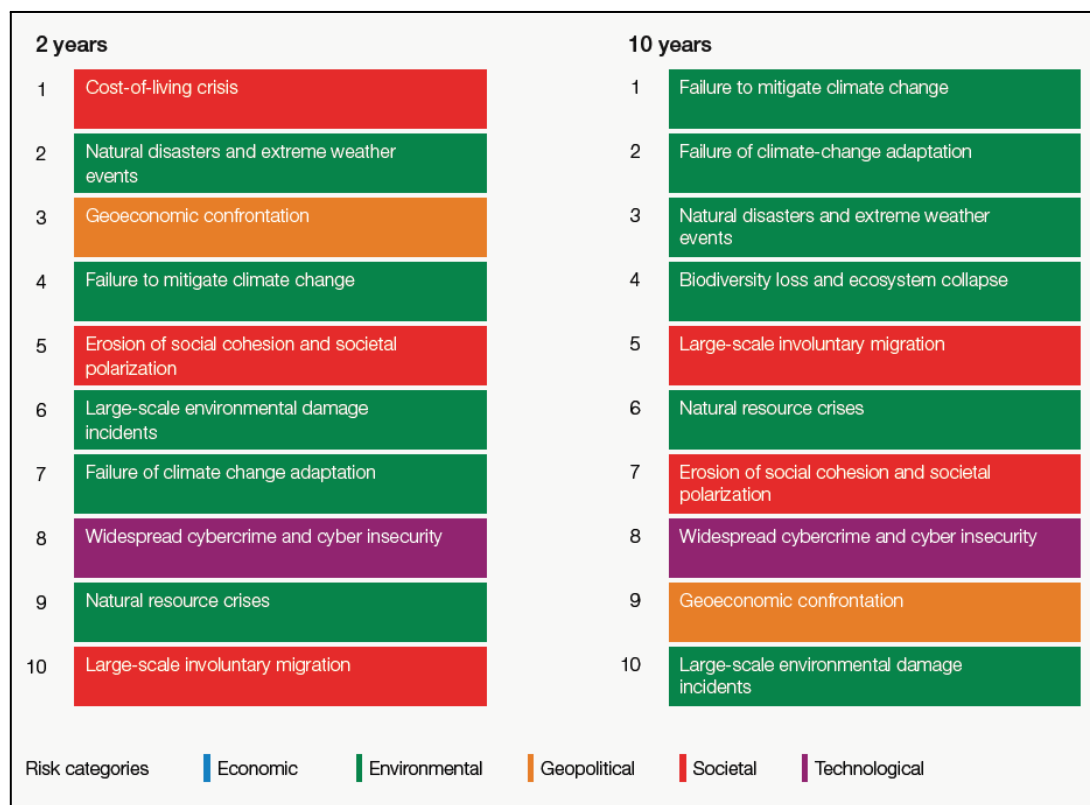 2 years
1
Cost-of-living crisis
2
Natural disasters and extreme weather
events
3
Geoeconomic confrontation
4
Failure to mitigate climate change
5
Erosion of social cohesion and societal
polarization
6
Large-scale environmental damage
incidents
7
Failure of climate change adaptation
8
Widespread cybercrime and cyber insecurity
9
Natural resource crises
10
Large-scale involuntary migration
10 years
1
Failure to mitigate climate change
2
Failure of climate-change adaptation
3
Natural disasters and extreme weather
events
4
Biodiversity loss and ecosystem collapse
5
Large-scale involuntary migration
6
Natural resource crises
7
Erosion of social cohesion and societal
polarization
8
Widespread cybercrime and cyber insecurity
9
Geoeconomic confrontation
10
Large-scale environmental damage
incidents
Risk categories Economic Environmental Geopolitical Societal Technological